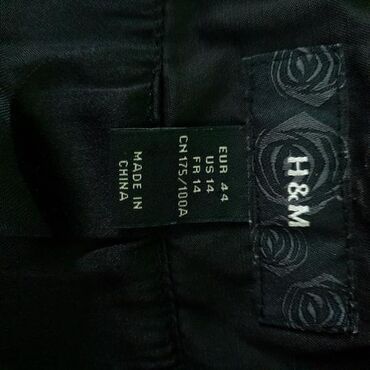 H&M
EUR 44
US 14
FR 14
CN 175/100A
MADE IN
CHINA